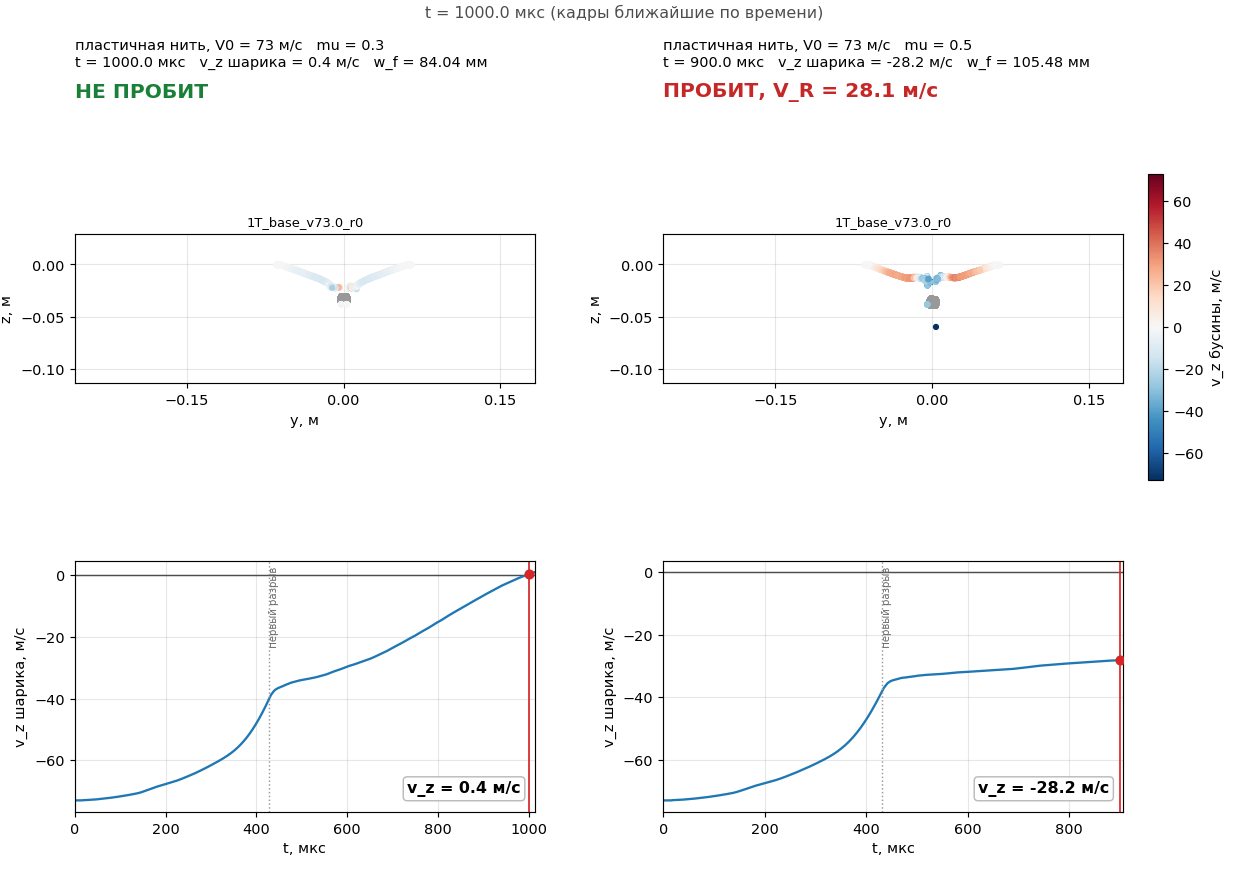 t = 1000.0 мкс (кадры ближайшие по времени)
пластичная нить, V0 = 73 м/с   mu = 0.3
t = 1000.0 мкс   v_z шарика = 0.4 м/с   w_f = 84.04 мм
НЕ ПРОБИТ
пластичная нить, V0 = 73 м/с   mu = 0.5
t = 900.0 мкс   v_z шарика = -28.2 м/с   w_f = 105.48 мм
ПРОБИТ, V_R = 28.1 м/с
1T_base_v73.0_r0
0.00
−0.05
−0.10
z, м
−0.15
0.00
0.15
y, м
1T_base_v73.0_r0
0.00
−0.05
−0.10
z, м
−0.15
0.00
0.15
y, м
60
40
20
0
−20
−40
−60
v_z бусины, м/с
0
−20
−40
−60
v_z шарика, м/с
первый разрыв
v_z = 0.4 м/с
0
200
400
600
800
1000
t, мкс
0
−20
−40
−60
v_z шарика, м/с
первый разрыв
v_z = -28.2 м/с
0
200
400
600
800
t, мкс